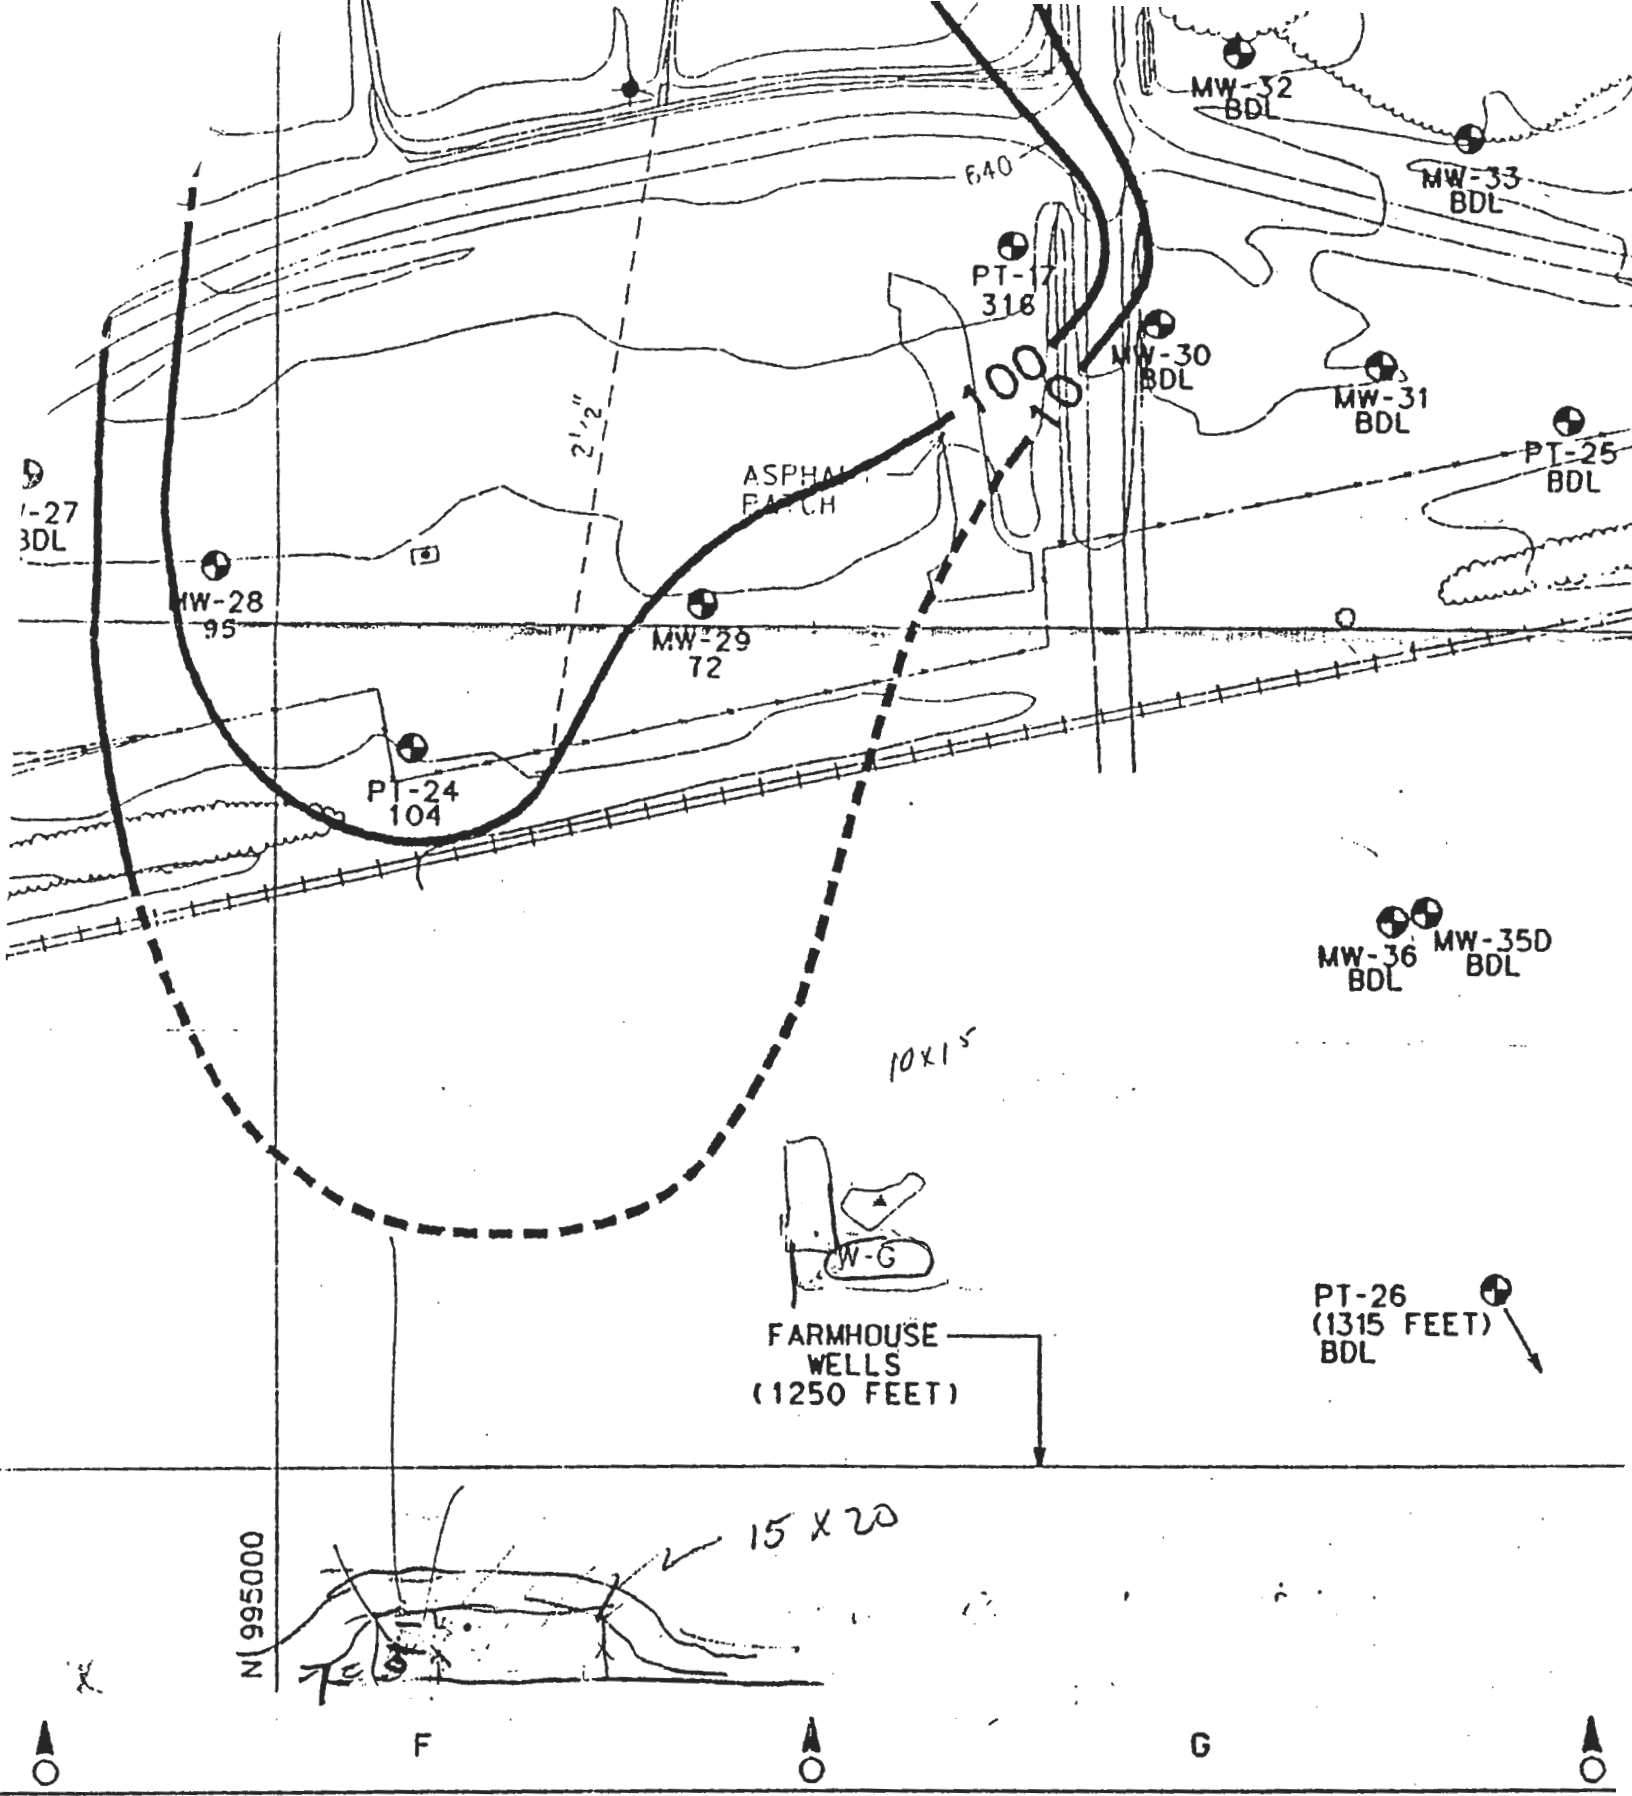 MW-32
BDL
MW-33
BDL
640
PT-17
316
MW-30
BDL
100
10
MW-31
BDL
PT-25
BDL
2 1/2"
ASPHALT
-27
BDL
MW-28
95
MW-29
72
PT-24
104
MW-36
BDL
MW-35D
BDL
10X15
W-G
FARMHOUSE
WELLS
(1250 FEET)
PT-26
(1315 FEET)
BDL
15 X 20
N 995000
F
G